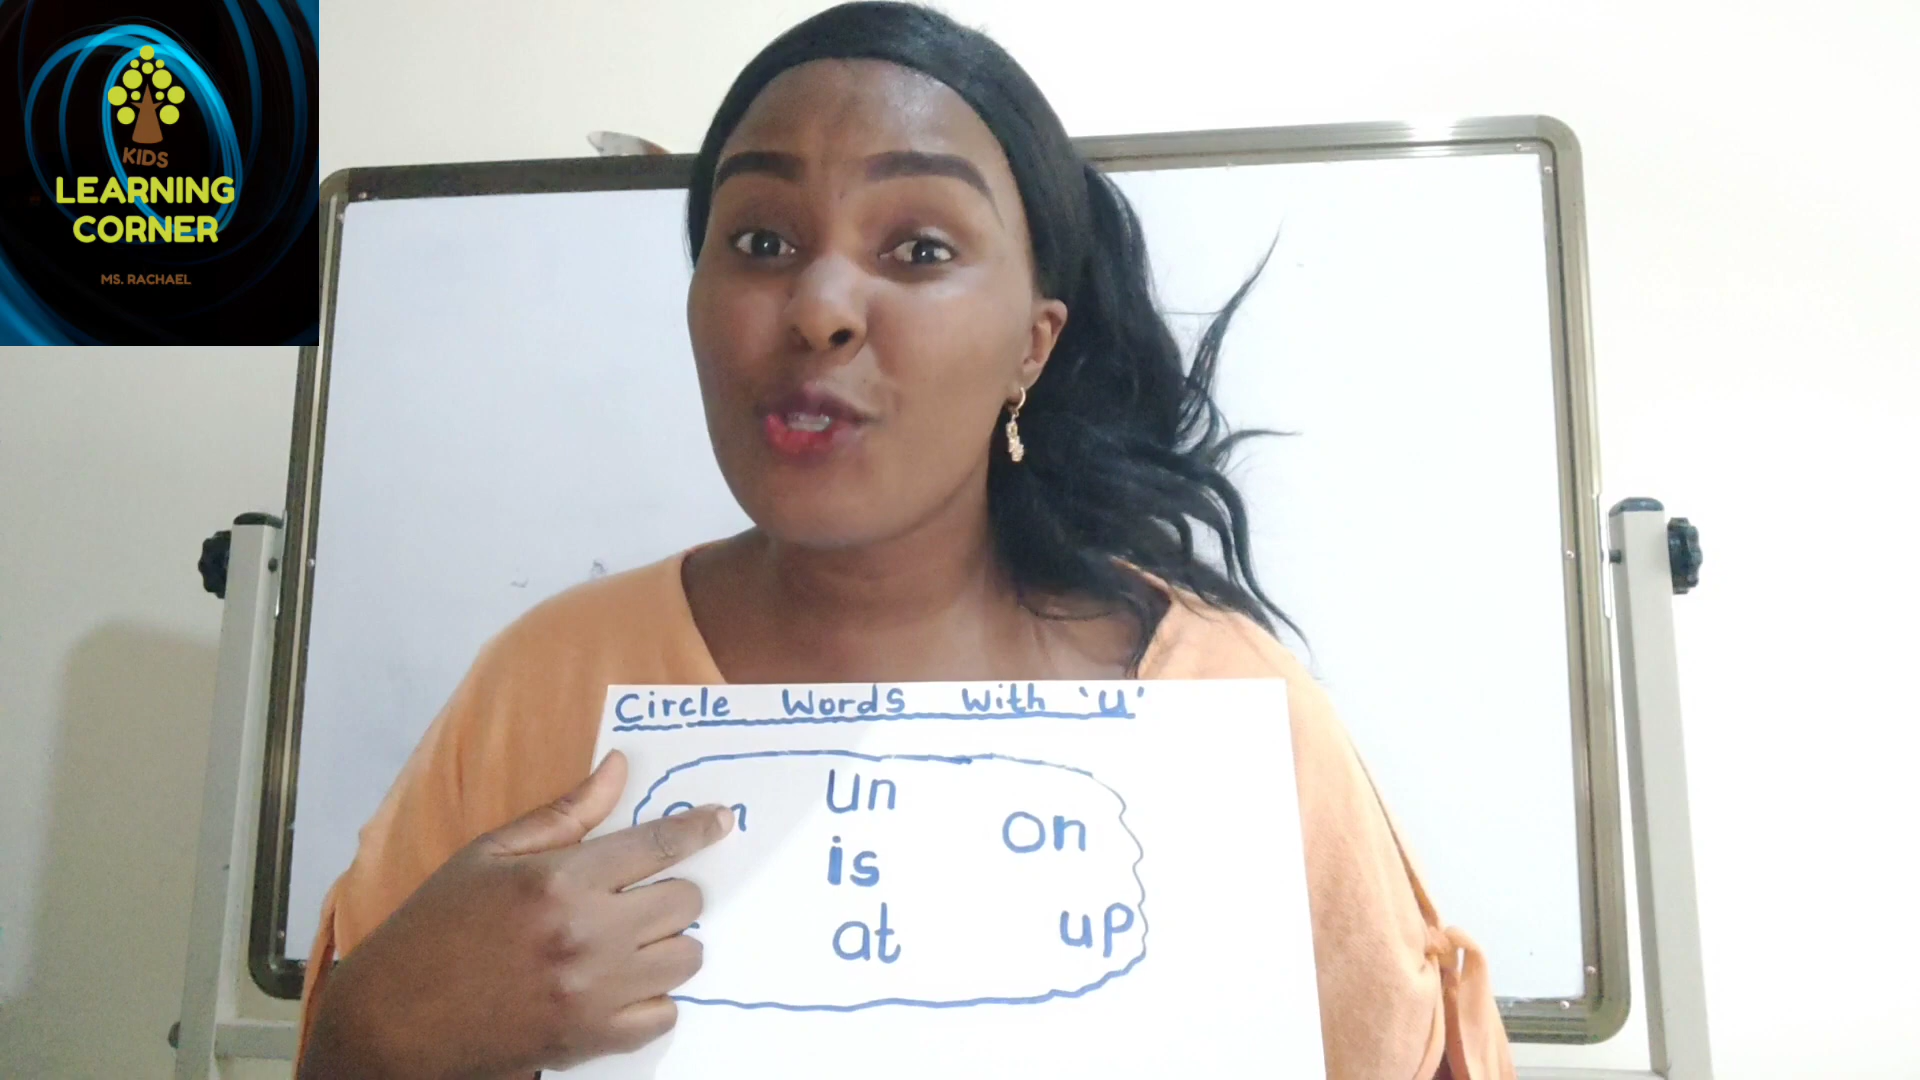 KIDS
LEARNING
CORNER
MS. RACHAEL
Circle Words With 'u'
un
on
is
at
up